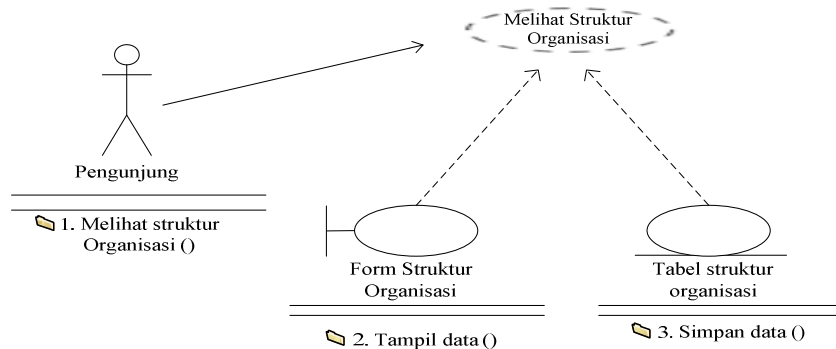 Melihat Struktur
Organisasi
Pengunjung
1. Melihat struktur
Organisasi ()
Form Struktur
Organisasi
2. Tampil data ()
Tabel struktur
organisasi
3. Simpan data ()